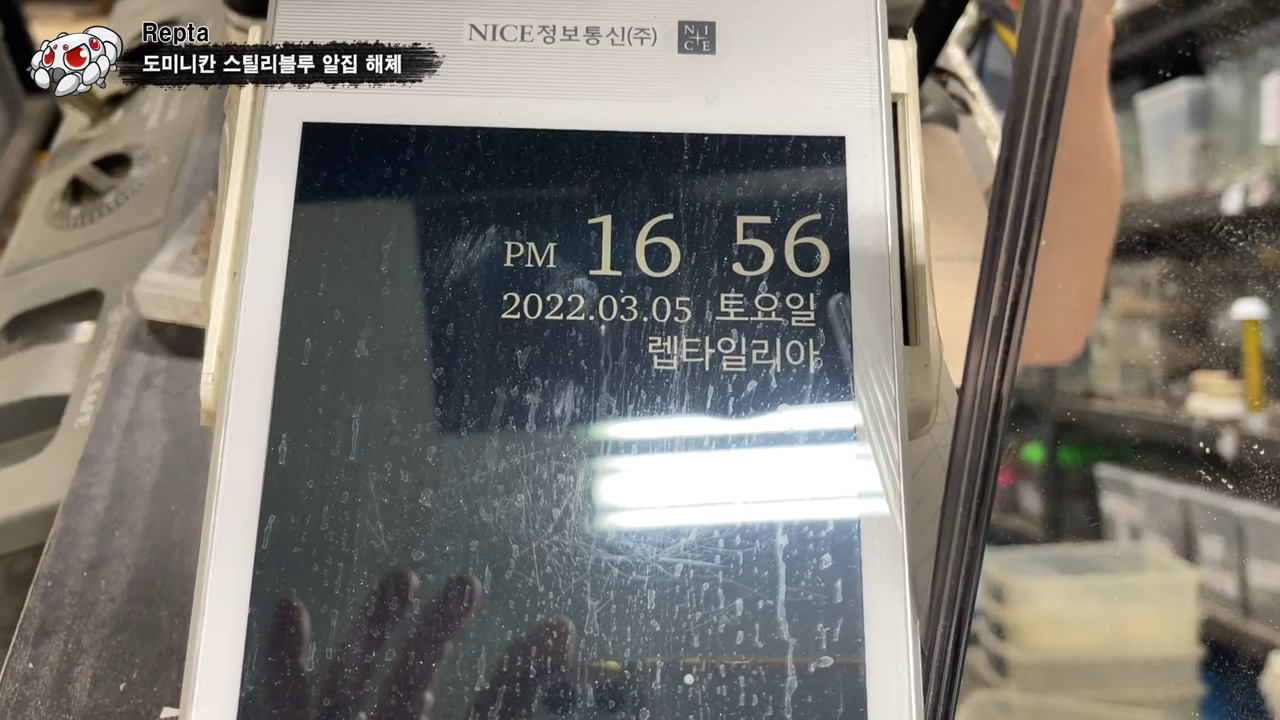 Repta
도미니칸 스틸리블루 알집 해체
NICE정보통신(주) NICE
PM 16 56
2022.03.05 토요일
렙타일리아